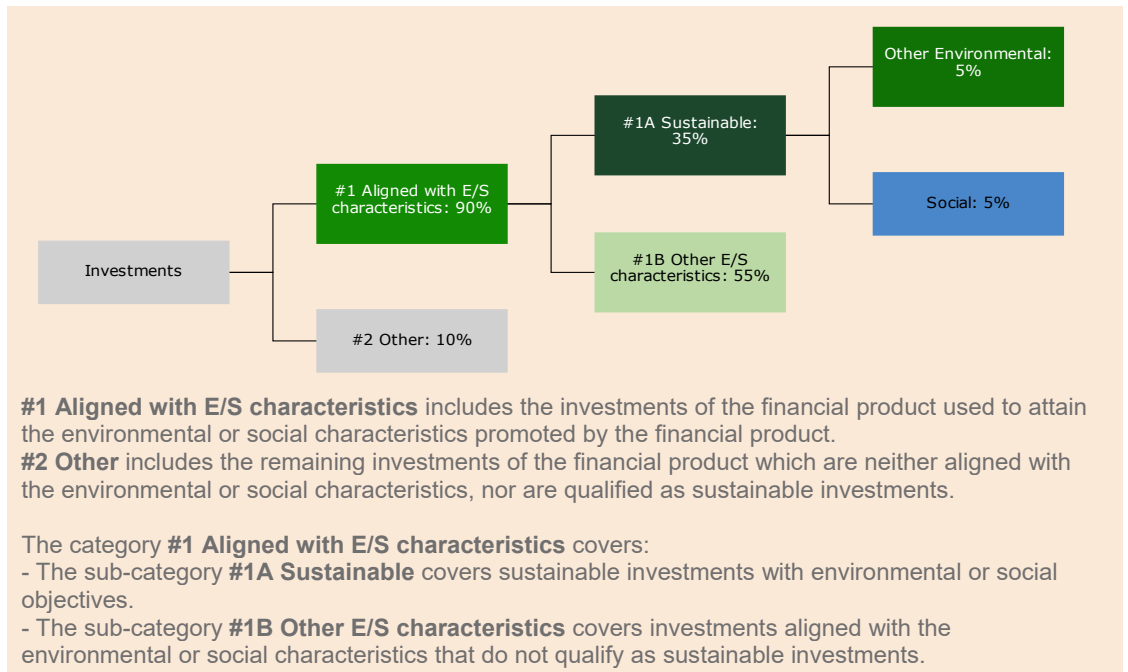 Other Environmental:
5%
#1A Sustainable:
35%
#1 Aligned with E/S
characteristics: 90%
Social: 5%
Investments
#1B Other E/S
characteristics: 55%
#2 Other: 10%
#1 Aligned with E/S characteristics includes the investments of the financial product used to attain
the environmental or social characteristics promoted by the financial product.
#2 Other includes the remaining investments of the financial product which are neither aligned with
the environmental or social characteristics, nor are qualified as sustainable investments.
The category #1 Aligned with E/S characteristics covers:
- The sub-category #1A Sustainable covers sustainable investments with environmental or social
objectives.
- The sub-category #1B Other E/S characteristics covers investments aligned with the
environmental or social characteristics that do not qualify as sustainable investments.